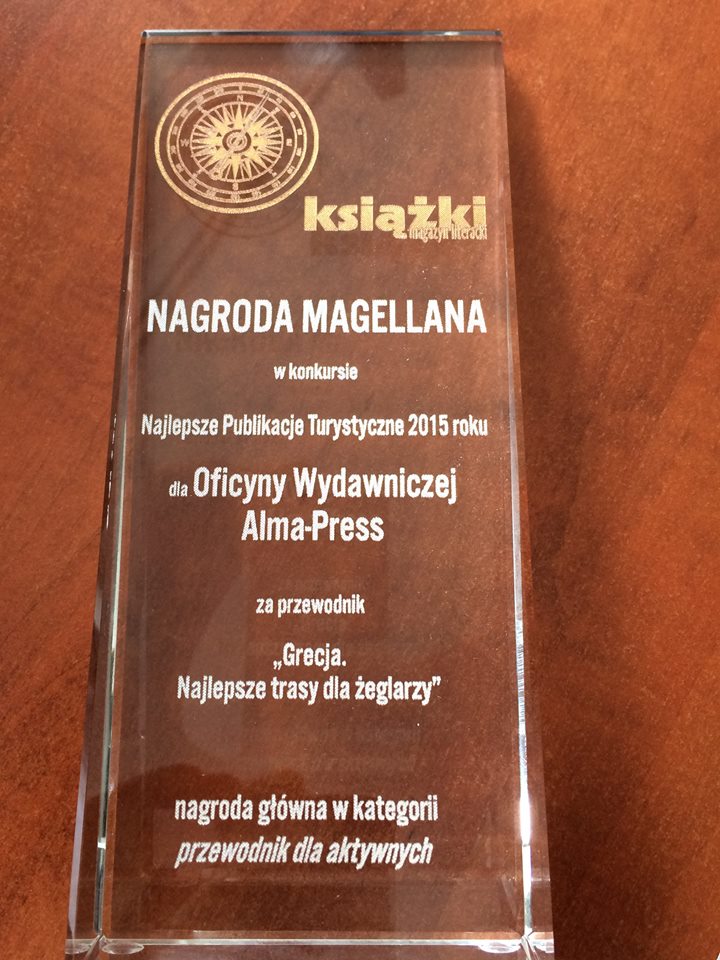 książki
magazyn literacki
NAGRODA MAGELLANA
w konkursie
Najlepsze Publikacje Turystyczne 2015 roku
dla Oficyny Wydawniczej
Alma-Press
za przewodnik
„Grecja.
Najlepsze trasy dla żeglarzy”
nagroda główna w kategorii
przewodnik dla aktywnych